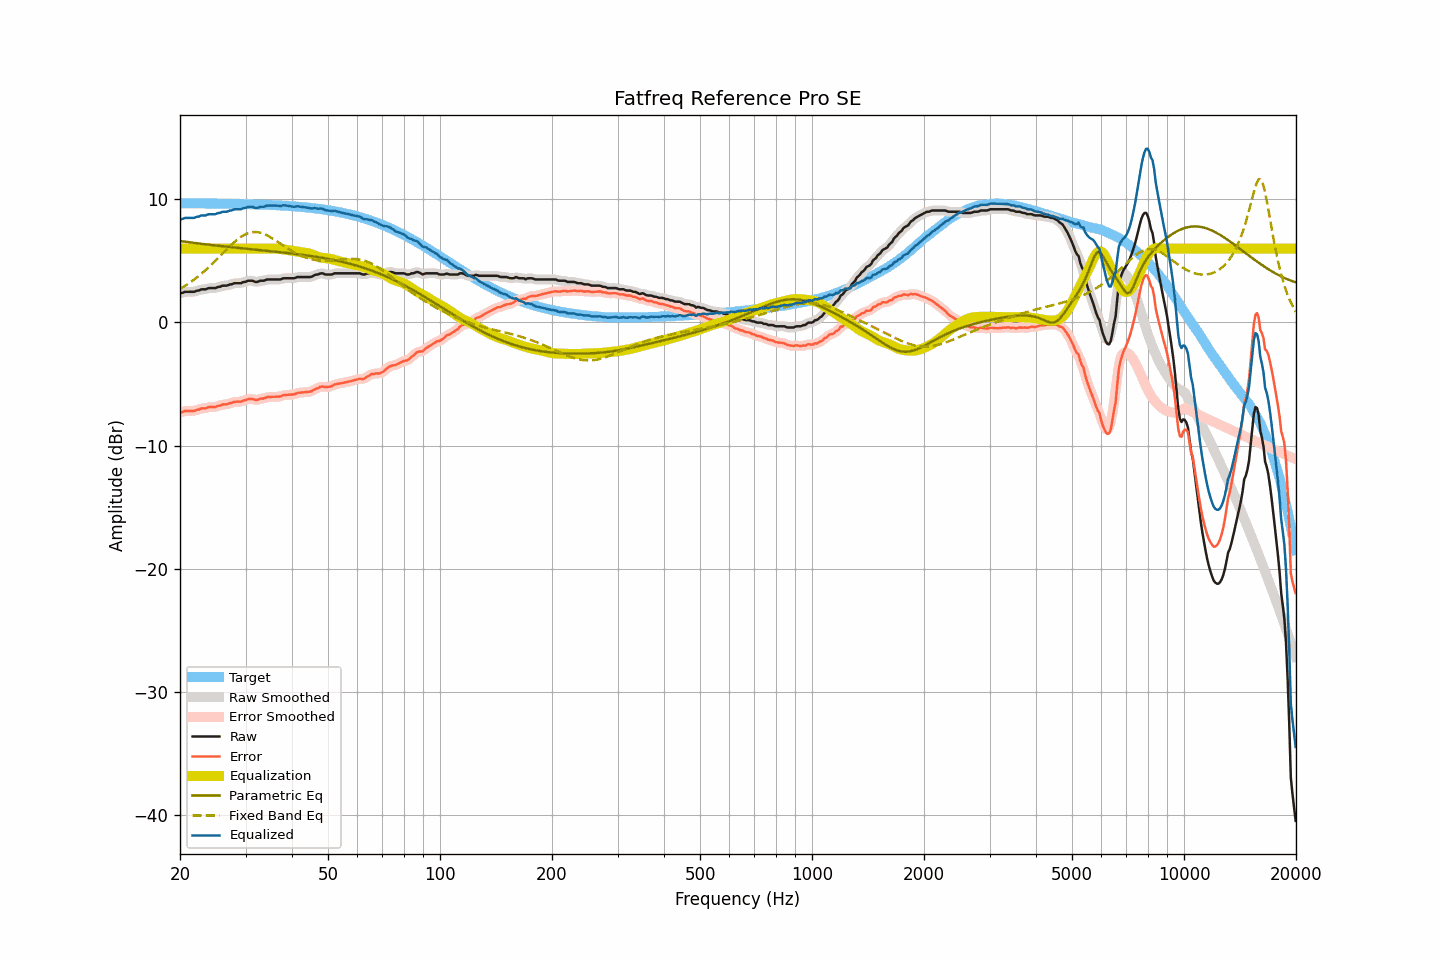 Fatfreq Reference Pro SE
Amplitude (dBr)
10
0
−10
−20
−30
−40
Target
Raw Smoothed
Error Smoothed
Raw
Error
Equalization
Parametric Eq
Fixed Band Eq
Equalized
20 50 100 200 500 1000 2000 5000 10000 20000
Frequency (Hz)